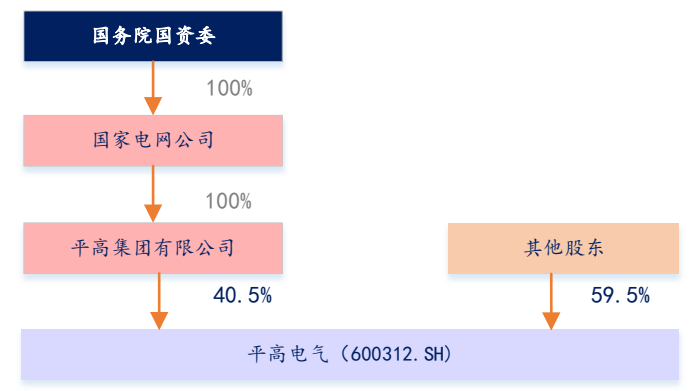 国务院国资委
100%
国家电网公司
100%
平高集团有限公司
其他股东
40.5%
59.5%
平高电气（600312.SH）